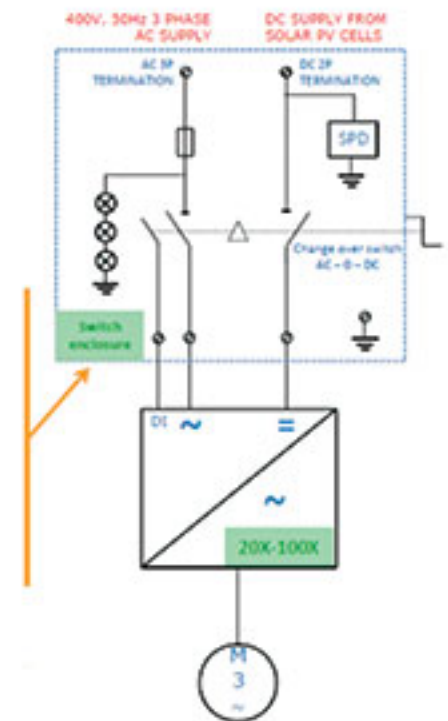 400V, 50Hz 3 PHASE
AC SUPPLY
DC SUPPLY FROM
SOLAR PV CELLS
AC 3P
TERMINATION
DC 2P
TERMINATION
SPD
Change over switch
AC - 0 - DC
Switch
enclosure
DI ~ =
~
20X-100X
M
3
~